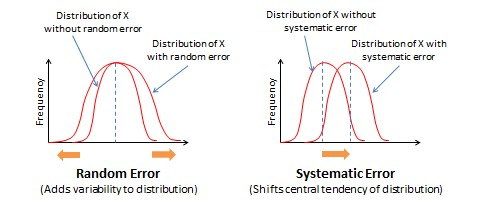 Distribution of X
without random error
Distribution of X
with random error
Frequency
Random Error
(Adds variability to distribution)
Distribution of X without
systematic error
Distribution of X with
systematic error
Frequency
Systematic Error
(Shifts central tendency of distribution)